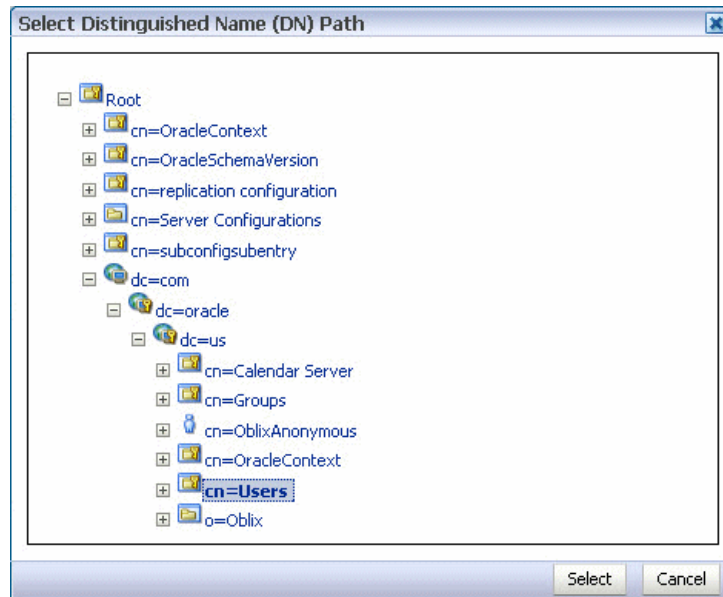 Select Distinguished Name (DN) Path
Root
cn=OracleContext
cn=OracleSchemaVersion
cn=replication configuration
cn=Server Configurations
cn=subconfigsubentry
dc=com
dc=oracle
dc=us
cn=Calendar Server
cn=Groups
cn=OblixAnonymous
cn=OracleContext
cn=Users
o=Oblix
Select Cancel